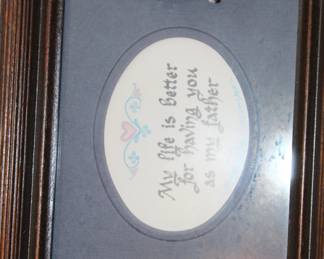 My life is better
for having you
as my father